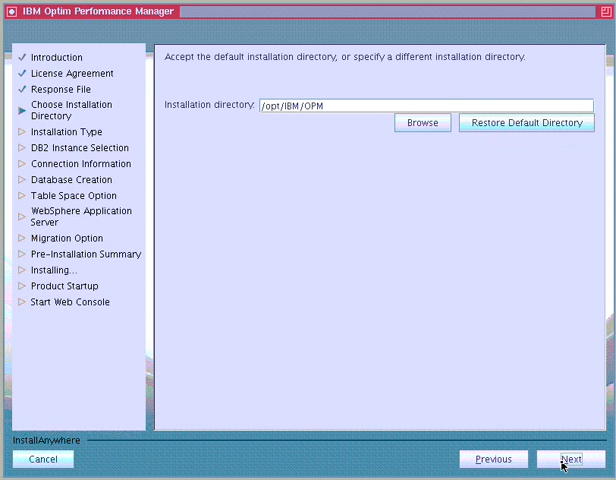 IBM Optim Performance Manager
Introduction
License Agreement
Response File
Choose Installation
Directory
Installation Type
DB2 Instance Selection
Connection Information
Database Creation
Table Space Option
WebSphere Application
Server
Migration Option
Pre-Installation Summary
Installing...
Product Startup
Start Web Console
Accept the default installation directory, or specify a different installation directory.
Installation directory: /opt/IBM/OPM
Browse Restore Default Directory
InstallAnywhere
Cancel Previous Next